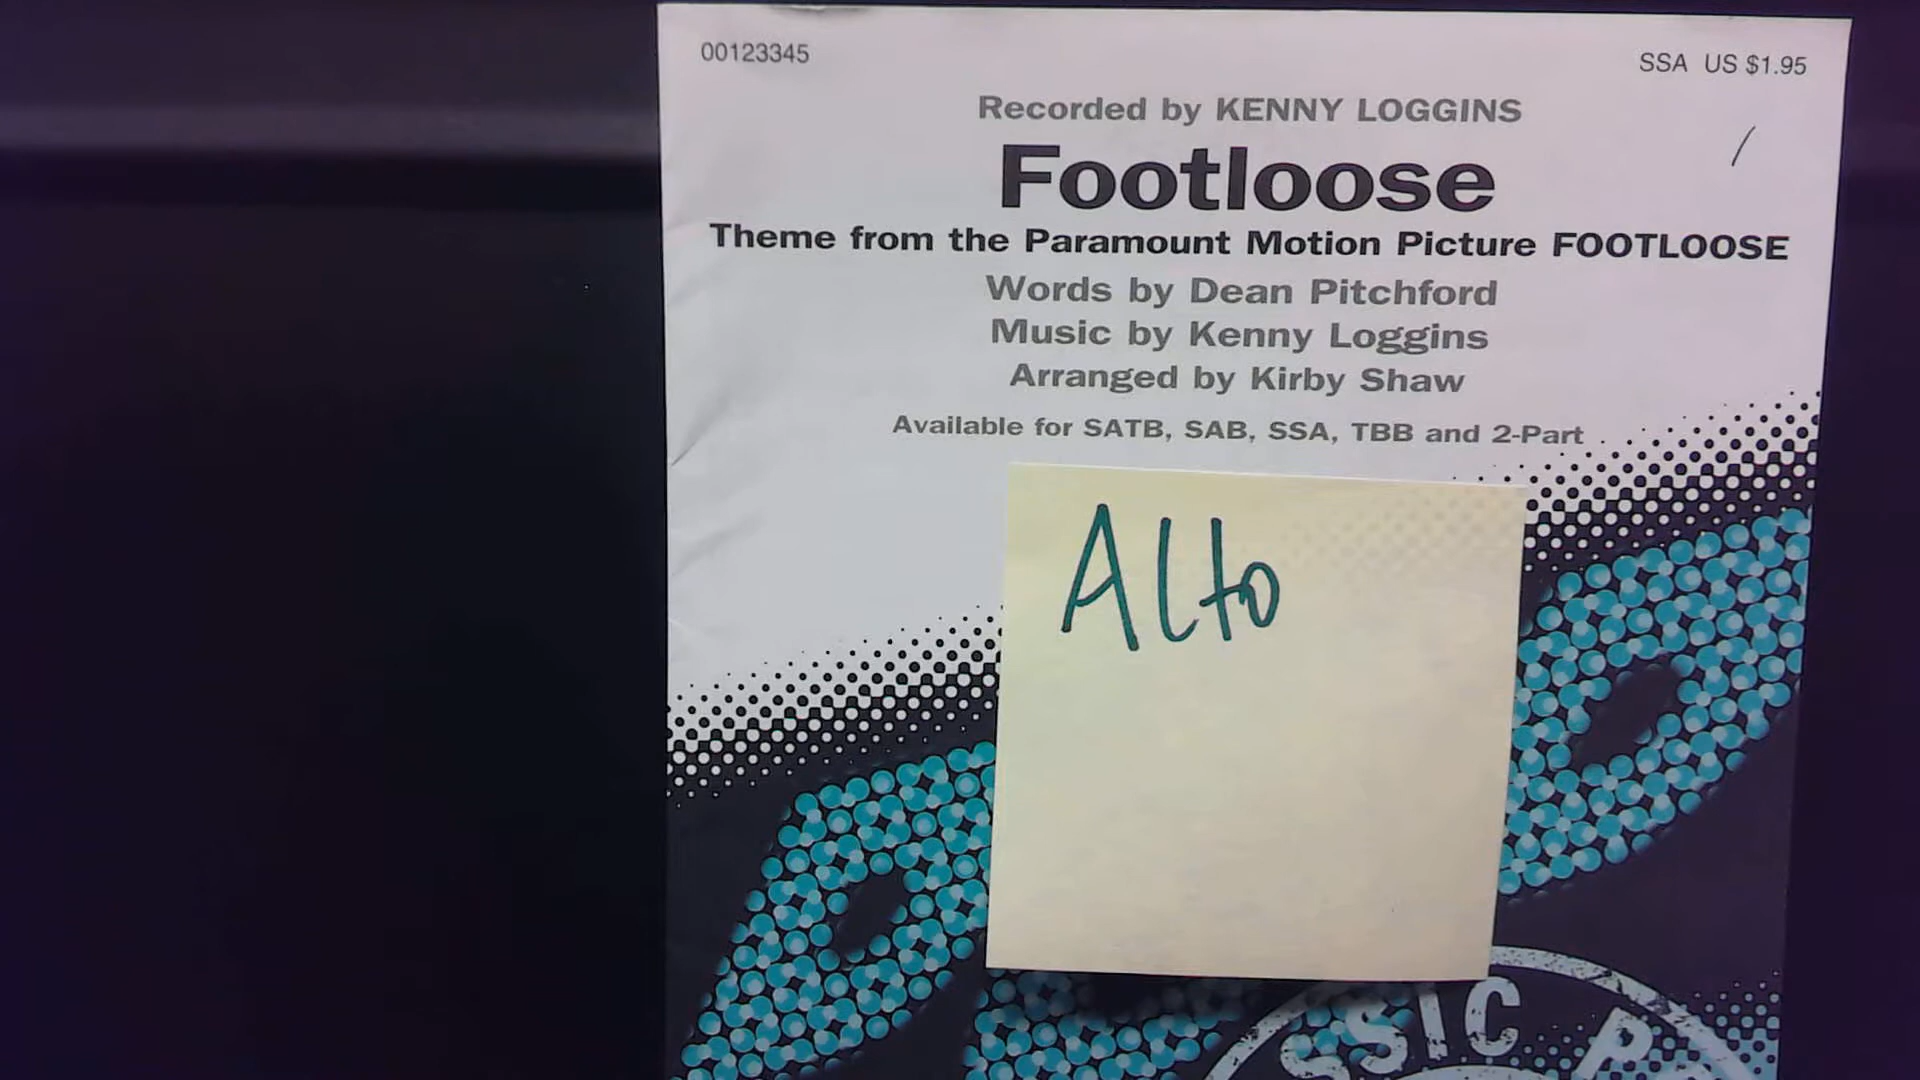 00123345
SSA US $1.95
Recorded by KENNY LOGGINS
Footloose
Theme from the Paramount Motion Picture FOOTLOOSE
Words by Dean Pitchford
Music by Kenny Loggins
Arranged by Kirby Shaw
Available for SATB, SAB, SSA, TBB and 2-Part
Alto